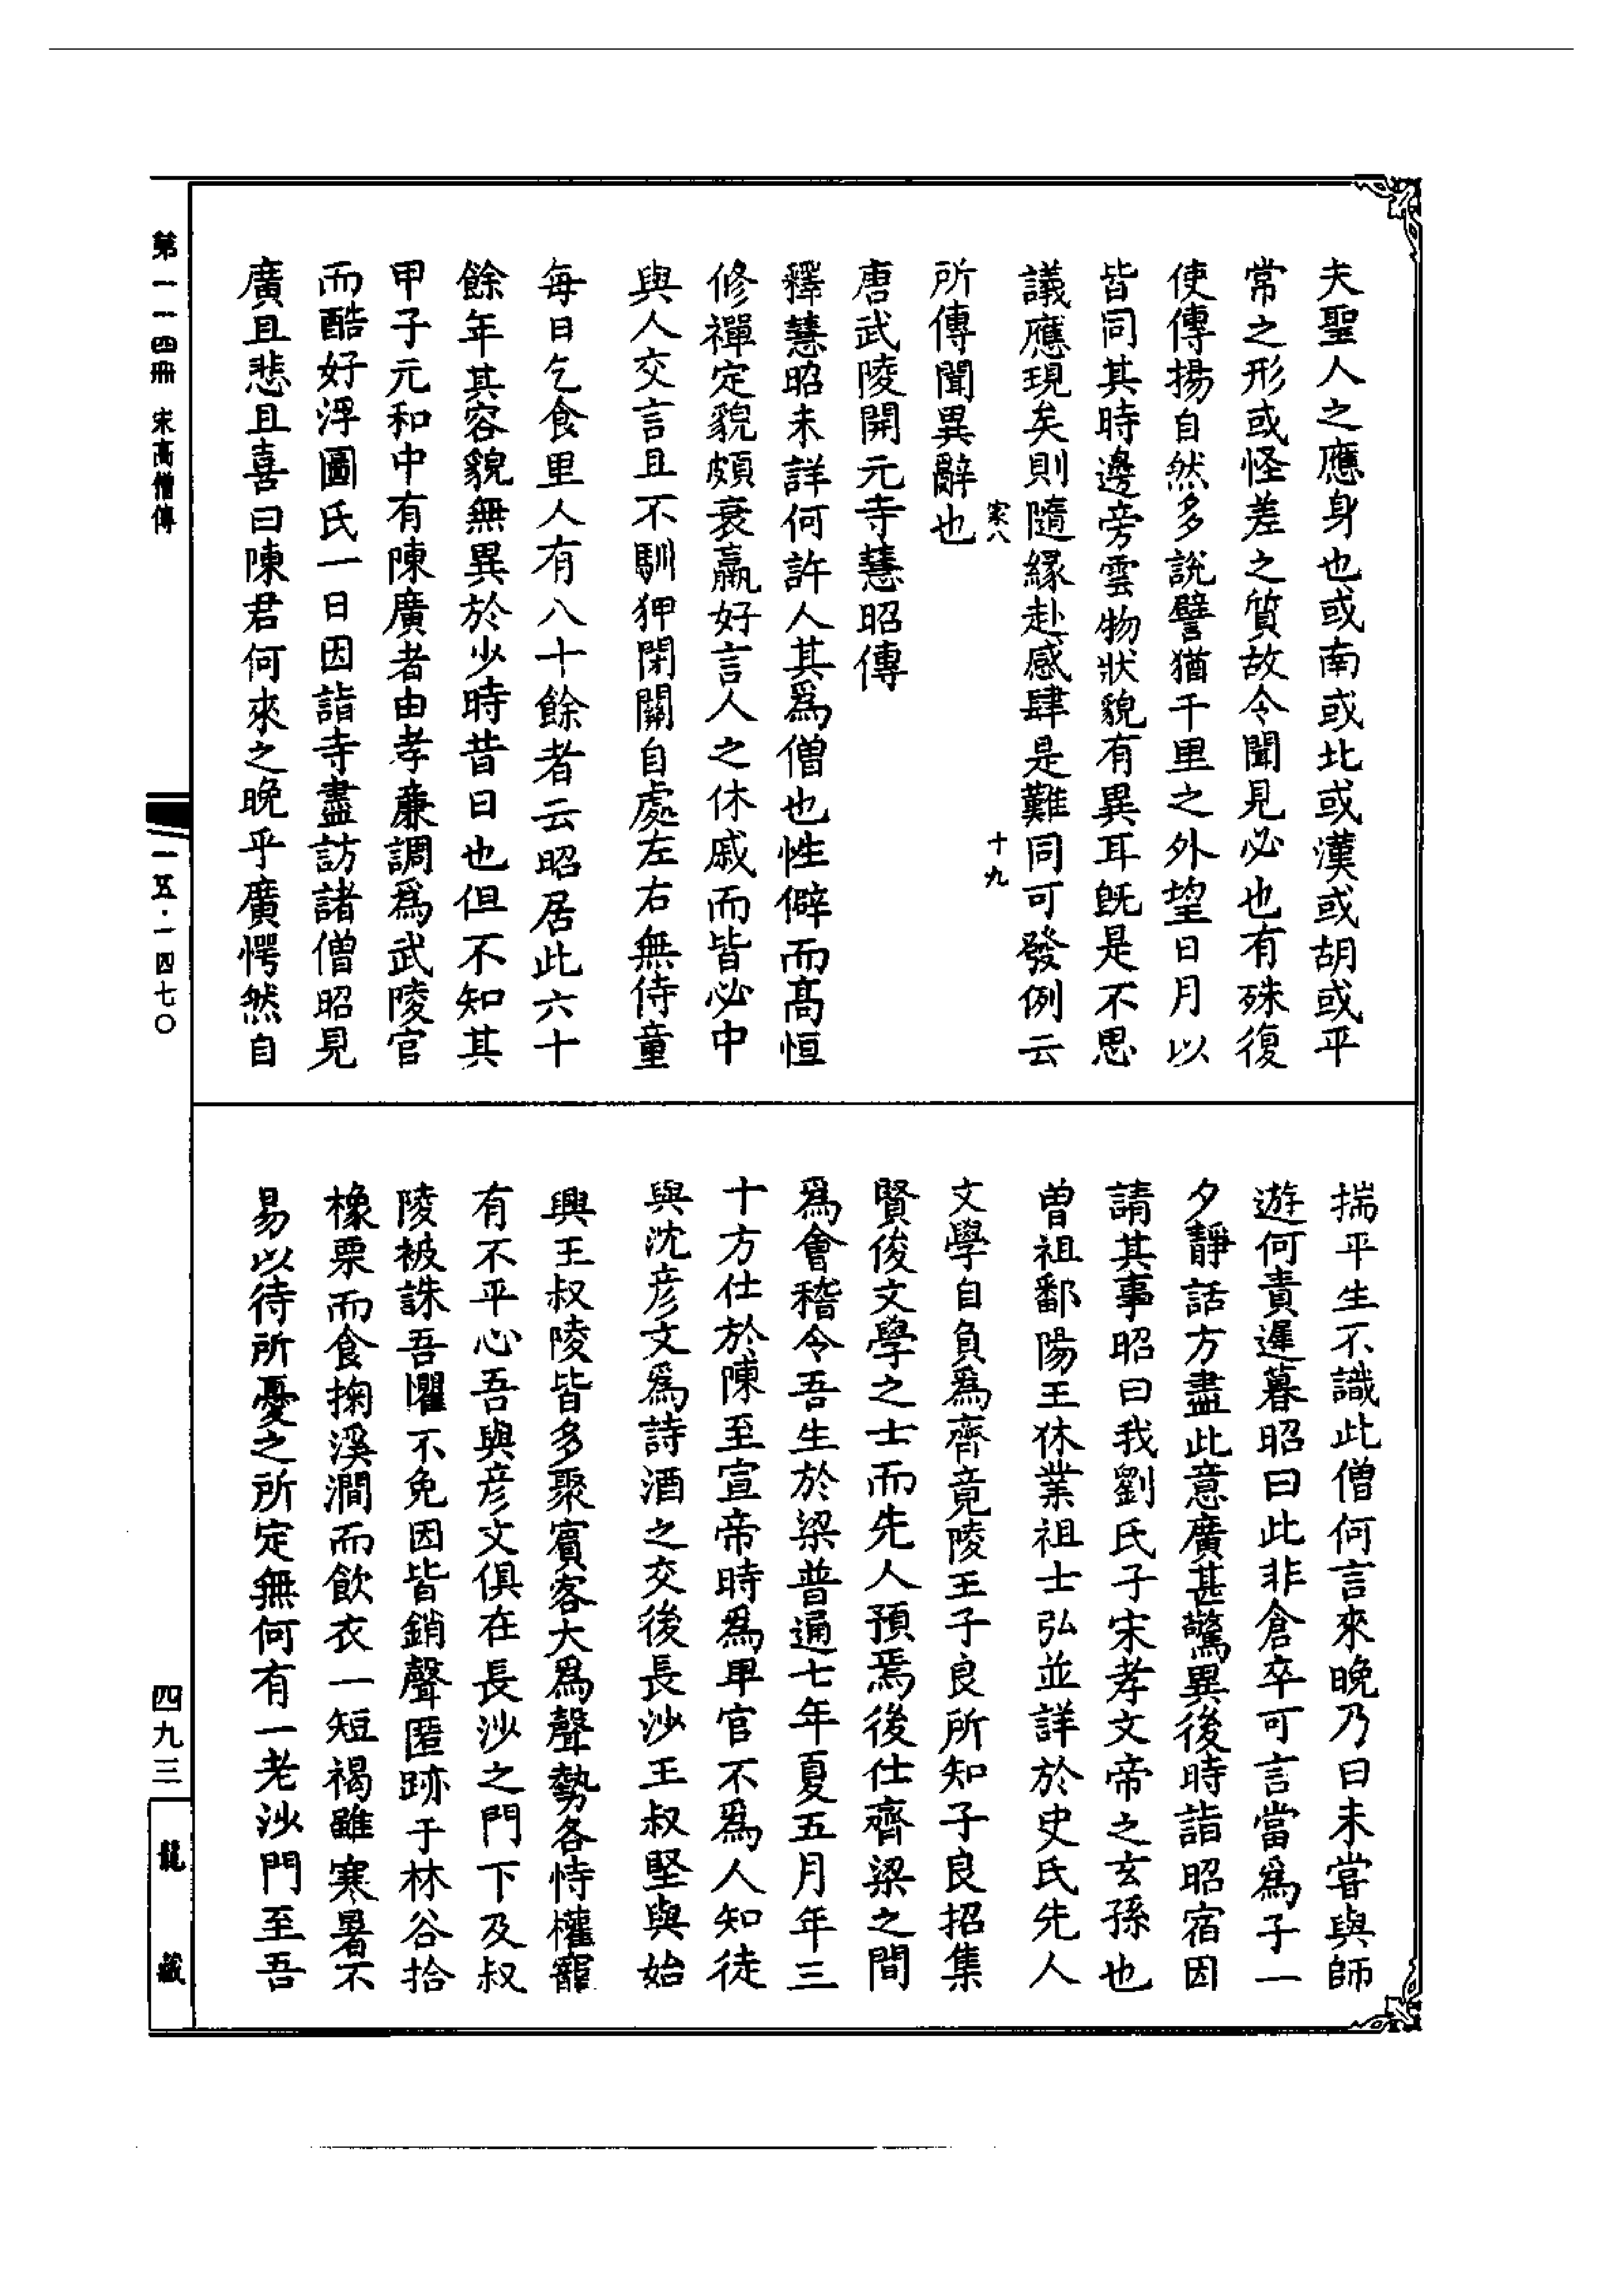 夫聖人之應身也或南或北或漢或胡或平
常之形或怪差之質故令聞見必也有殊復
使傳揚自然多說譬猶千里之外望日月以
皆同其時邊旁雲物狀貌有異耳旣是不思
議應現矣則隨緣赴感肆是難同可發例云
家八 十九
所傳聞異辭也
唐武陵開元寺慧昭傳
釋慧昭未詳何許人其爲僧也性僻而高恒
修禪定貌頗衰羸好言人之休戚而皆必中
與人交言且不馴狎閉關自處左右無侍童
每日乞食里人有八十餘者云昭居此六十
餘年其容貌無異於少時昔日也但不知其
甲子元和中有陳廣者由孝廉調爲武陵官
而酷好浮圖氏一日因詣寺盡訪諸僧昭見
廣且悲且喜曰陳君何來之晚乎廣愕然自
揣平生不識此僧何言來晚乃曰未嘗與師
遊何責遲暮昭曰此非倉卒可言當爲子一
夕靜話方盡此意廣甚驚異後時詣昭宿因
請其事昭曰我劉氏子宋孝文帝之玄孫也
曾祖鄱陽王休業祖士弘並詳於史氏先人
文學自負爲齊竟陵王子良所知子良招集
賢俊文學之士而先人預焉後仕齊梁之間
爲會稽令吾生於梁普通七年夏五月年三
十方仕於陳至宣帝時爲卑官不爲人知徒
與沈彥文爲詩酒之交後長沙王叔堅與始
興王叔陵皆多聚賓客大爲聲勢各恃權寵
有不平心吾與彥文俱在長沙之門下及叔
陵被誅吾懼不免因皆銷聲匿跡于林谷拾
橡栗而食掬溪澗而飲衣一短褐雖寒暑不
易以待所憂之所定無何有一老沙門至吾
第一一四冊 宋高僧傳
一五·一四七〇
四九三
龍藏